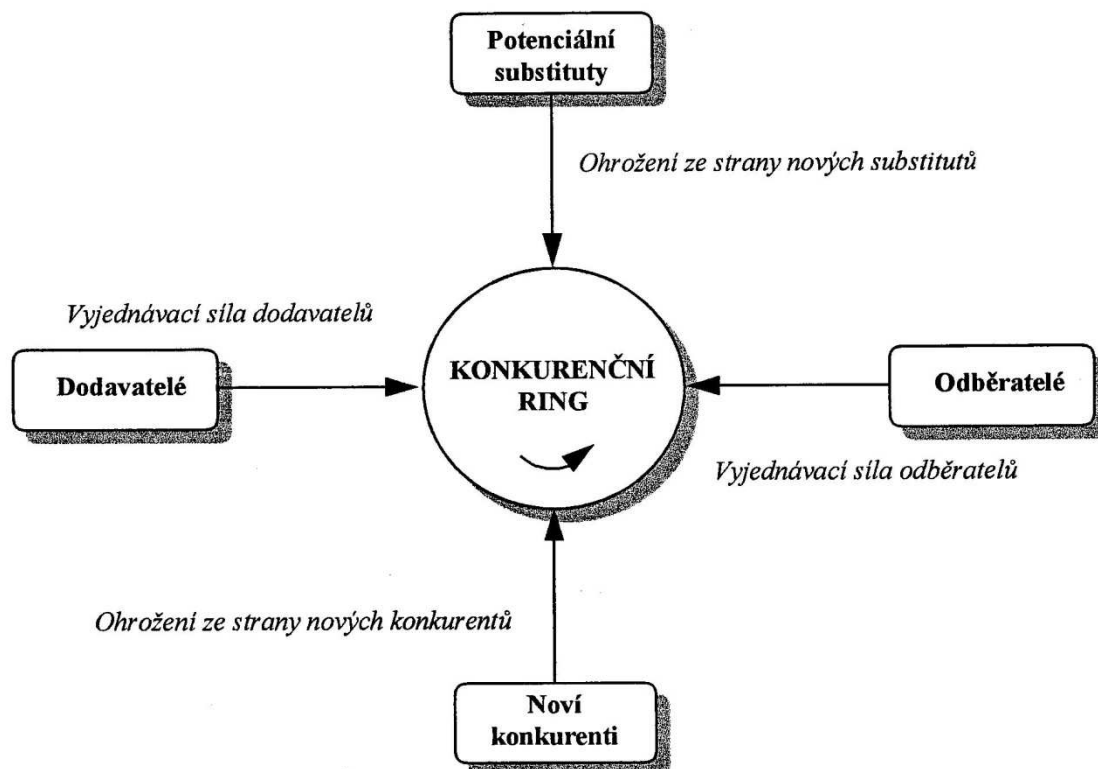 Potenciální
substituty
Ohrožení ze strany nových substitutů
Vyjednávací síla dodavatelů
Dodavatelé
KONKURENČNÍ
RING
Odběratelé
Vyjednávací síla odběratelů
Ohrožení ze strany nových konkurentů
Noví
konkurenti